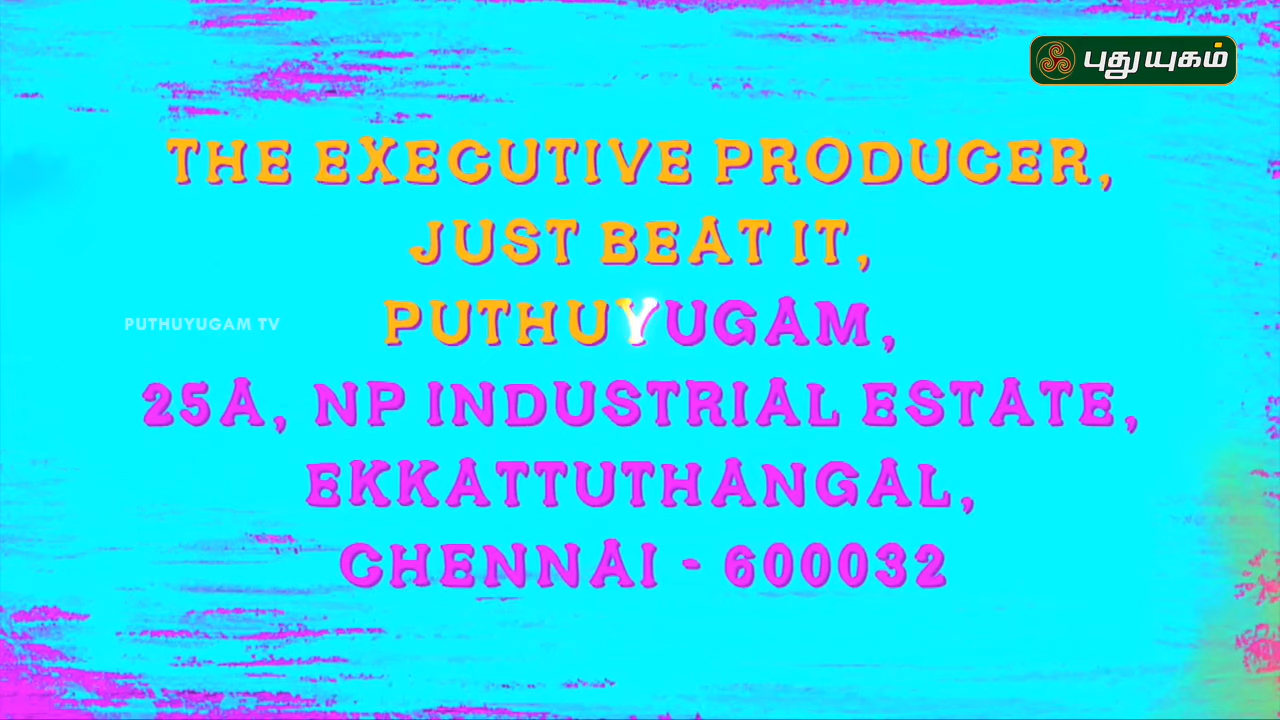 புதுயுகம்
THE EXECUTIVE PRODUCER,
JUST BEAT IT,
PUTHUYUGAM,
PUTHUYUGAM TV
25A, NP INDUSTRIAL ESTATE,
EKKATTUTHANGAL,
CHENNAI - 600032